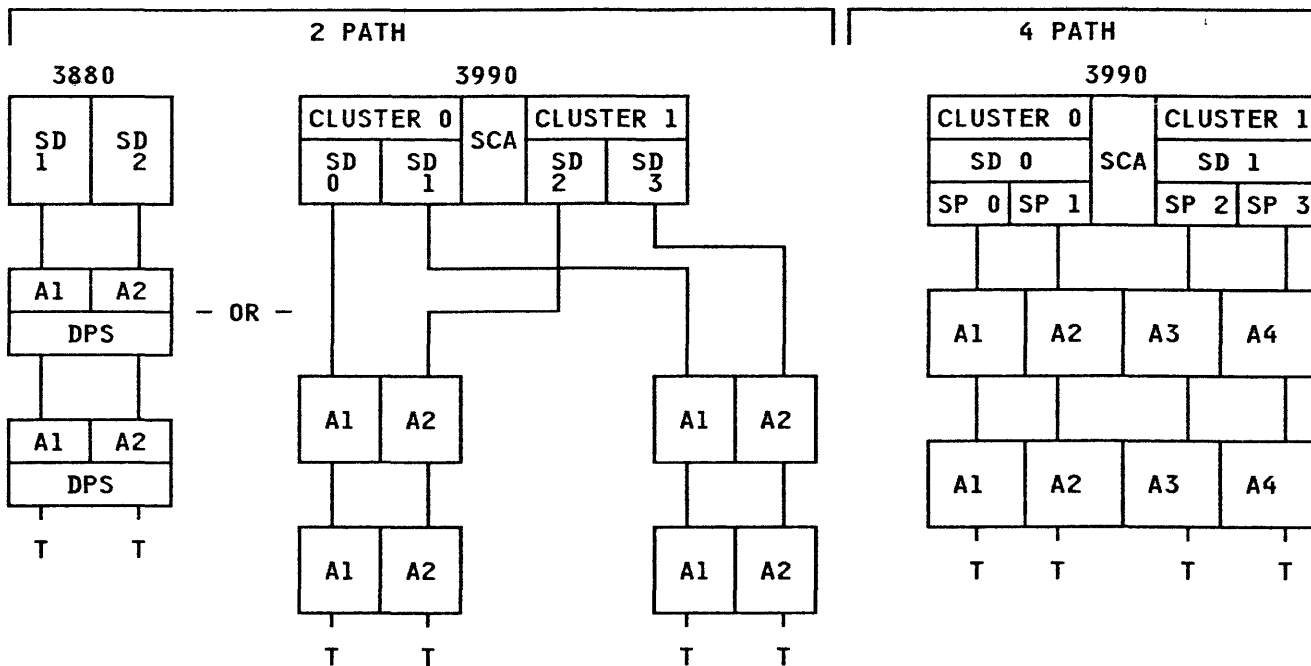 2 PATH
4 PATH
3880
3990
3990
SD 1
SD 2
CLUSTER 0
SCA
CLUSTER 1
SD 0
SD 1
SD 2
SD 3
CLUSTER 0
SCA
CLUSTER 1
SD 0
SD 1
SP 0
SP 1
SP 2
SP 3
A1
A2
DPS
– OR –
A1
A2
A3
A4
A1
A2
A1
A2
A1
A2
DPS
A1
A2
A3
A4
T
T
A1
A2
A1
A2
T
T
T
T
T
T
T
T